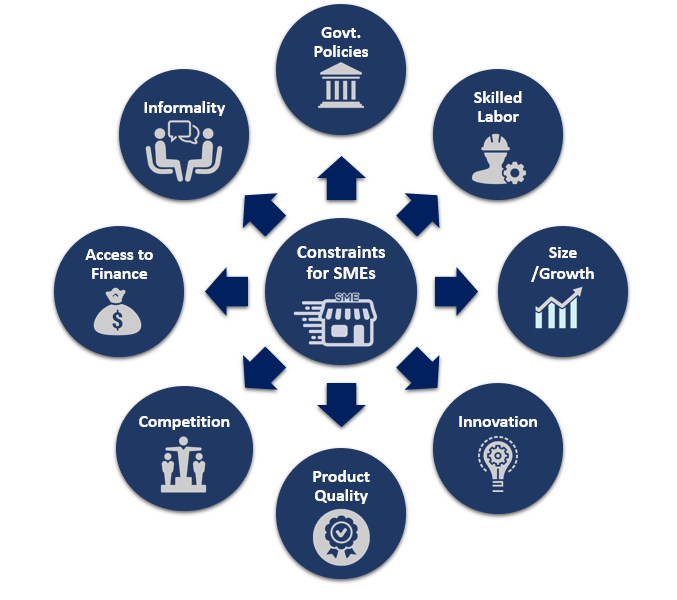 Govt.
Policies
Skilled
Labor
Size
/Growth
Innovation
Product
Quality
Competition
Access to
Finance
Informality
Constraints
for SMEs
SME
$